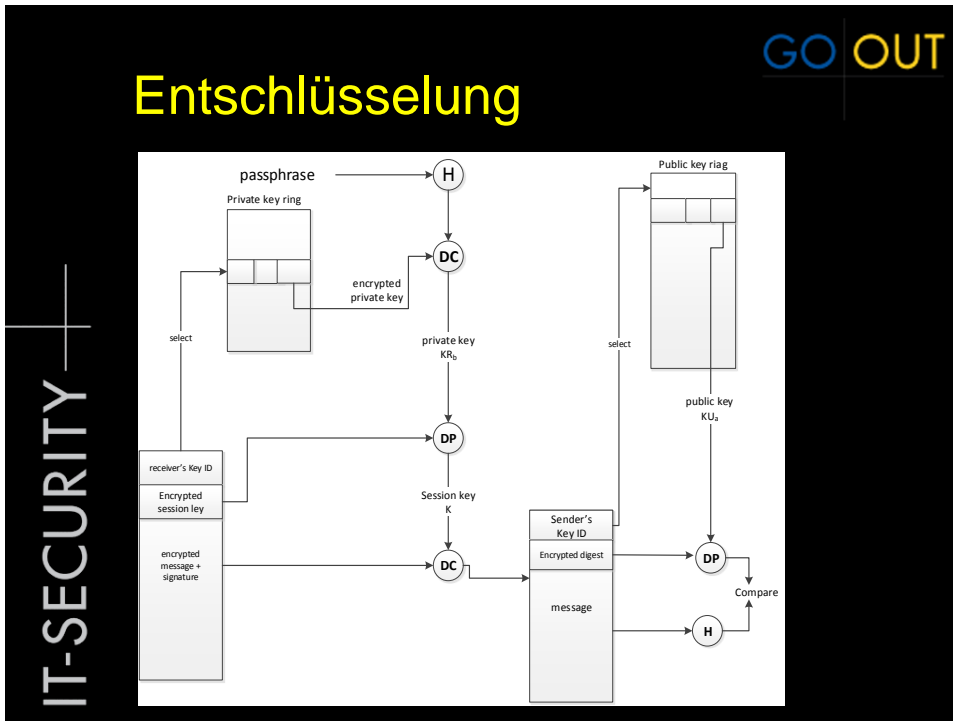 GO OUT
Entschlüsselung
IT-SECURITY
passphrase
H
Private key ring
DC
encrypted
private key
select
private key
KRb
receiver's Key ID
Encrypted
session ley
encrypted
message +
signature
DP
Session key
K
DC
Public key riag
select
public key
KUa
Sender's
Key ID
Encrypted digest
message
DP
Compare
H